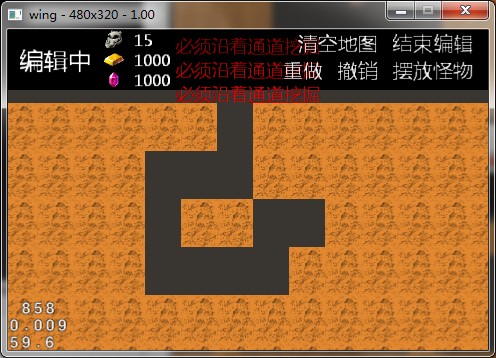 wing - 480x320 - 1.00
编辑中
15
1000
1000
必须沿着通道挖掘
必须沿着通道挖掘
必须沿着通道挖掘
清空地图 结束编辑
重做 撤销 摆放怪物
858
0.009
59.6